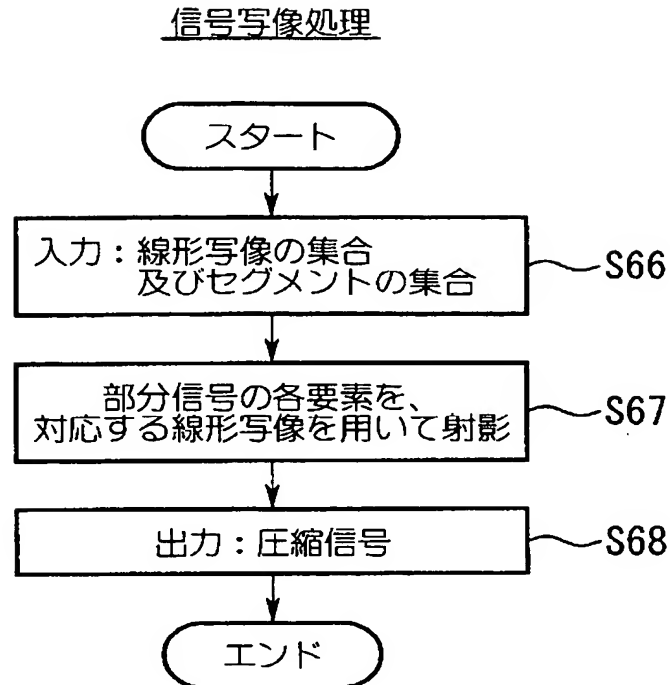 信号写像処理
スタート
入力：線形写像の集合
及びセグメントの集合
S66
部分信号の各要素を、
対応する線形写像を用いて射影
S67
出力：圧縮信号
S68
エンド